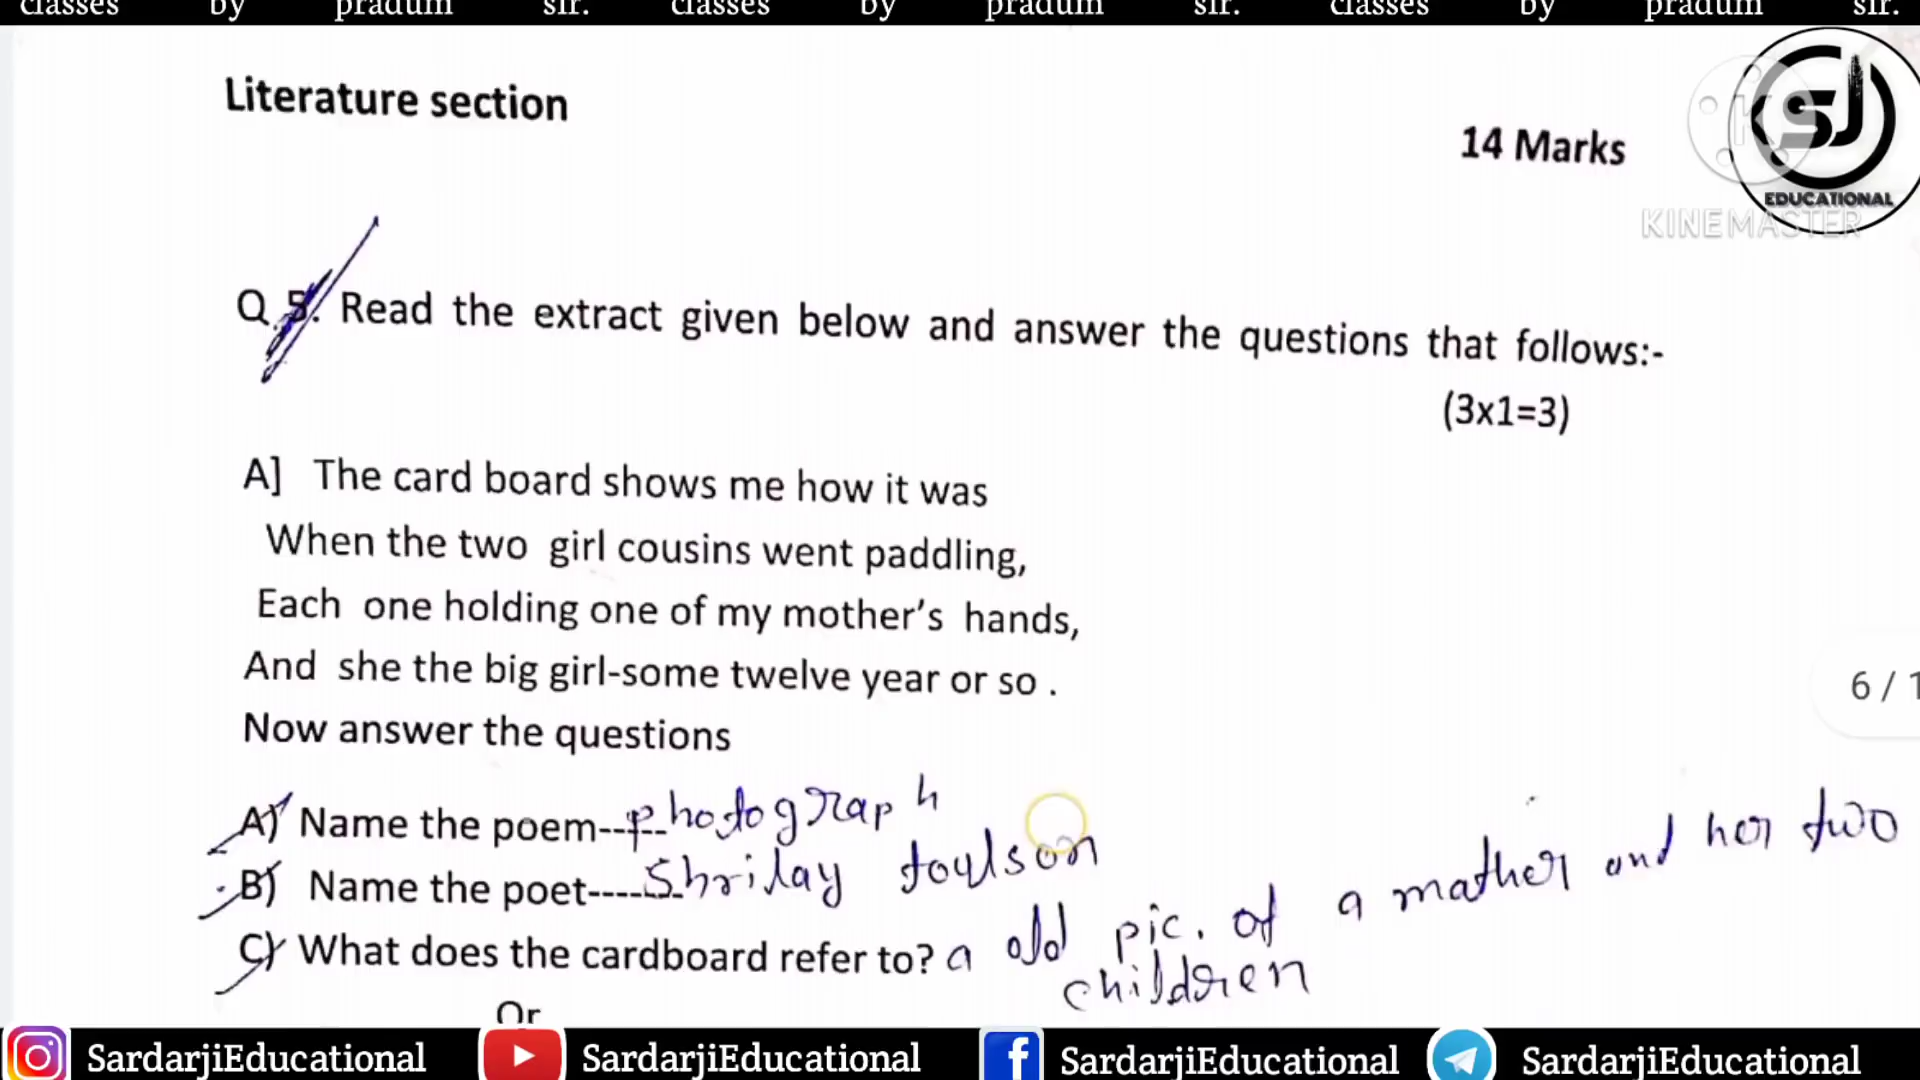 classes by pradum sir. classes by pradum sir. classes by pradum sir.
Literature section
14 Marks
SJ
EDUCATIONAL
KINEMASTER
Q.5. Read the extract given below and answer the questions that follows:-
(3x1=3)
A] The card board shows me how it was
When the two girl cousins went paddling,
Each one holding one of my mother's hands,
And she the big girl-some twelve year or so .
6 / 1
Now answer the questions
A) Name the poem------photograph
B) Name the poet------Shrilay toulson
C) What does the cardboard refer to? a old pic. of a mather and her two
children
Or
SardarjiEducational SardarjiEducational SardarjiEducational SardarjiEducational